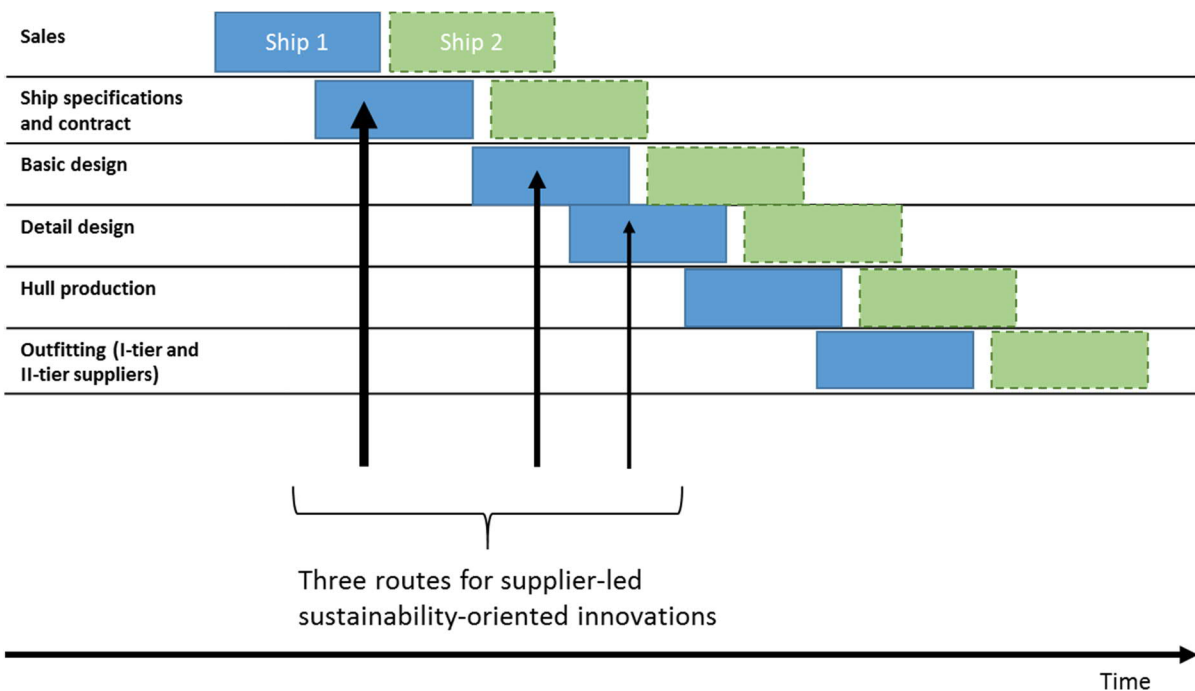 Sales
Ship 1
Ship 2
Ship specifications
and contract
Basic design
Detail design
Hull production
Outfitting (I-tier and
II-tier suppliers)
Three routes for supplier-led
sustainability-oriented innovations
Time